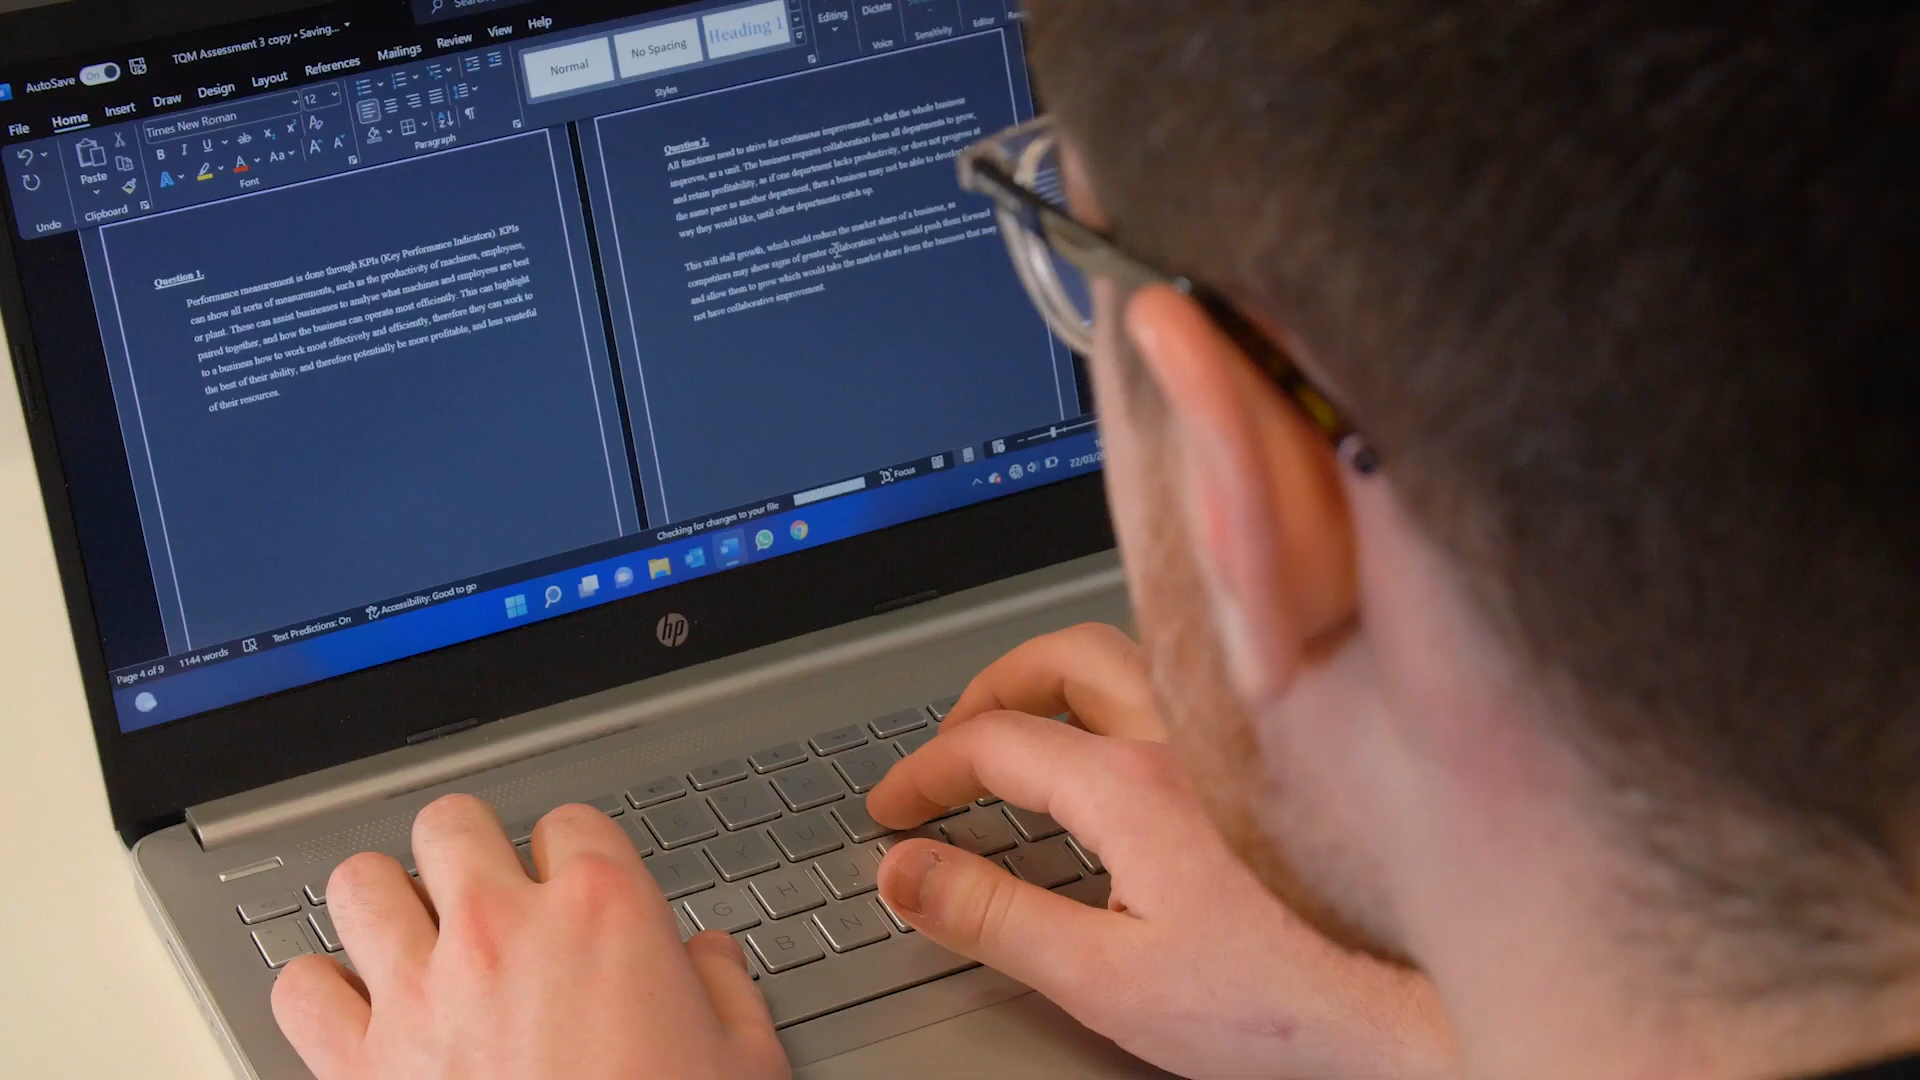 TQM Assessment 3 copy • Saving...
AutoSave On
File Home Insert Draw Design Layout References Mailings Review View Help
Times New Roman 12
Normal No Spacing Heading 1
Editing Dictate
Voice Sensitivity Editor
Paste
Undo Clipboard Font Paragraph Styles
Question 1.
Performance measurement is done through KPIs (Key Performance Indicators). KPIs
can show all sorts of measurements, such as the productivity of machines, employees,
or plant. These can assist businesses to analyse what machines and employees are best
paired together, and how the business can operate most efficiently. This can highlight
to a business how to work most effectively and efficiently, therefore they can work to
the best of their ability, and therefore potentially be more profitable, and less wasteful
of their resources.
Question 2.
All functions need to strive for continuous improvement, so that the whole business
improves, as a unit. The business requires collaboration from all departments to grow,
and retain profitability, as if one department lacks productivity, or does not progress at
the same pace as another department, then a business may not be able to develop
way they would like, until other departments catch up.
This will stall growth, which could reduce the market share of a business, as
competitors may show signs of greater collaboration which would push them forward
and allow them to grow which would take the market share from the business that may
not have collaborative improvement.
Page 4 of 9 1144 words Text Predictions: On Accessibility: Good to go Checking for changes to your file Focus
22/03/
hp
6 7 8 9
T Y U
G H J L
B N